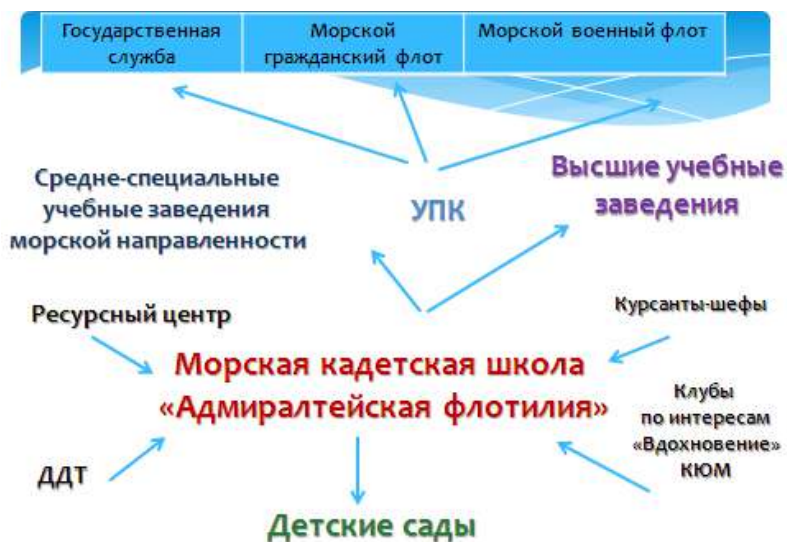 Государственная
служба
Морской
гражданский флот
Морской военный флот
Средне-специальные
учебные заведения
морской направленности
УПК
Высшие учебные
заведения
Ресурсный центр
Курсанты-шефы
Морская кадетская школа
«Адмиралтейская флотилия»
Клубы
по интересам
«Вдохновение»
КЮМ
ДДТ
Детские сады